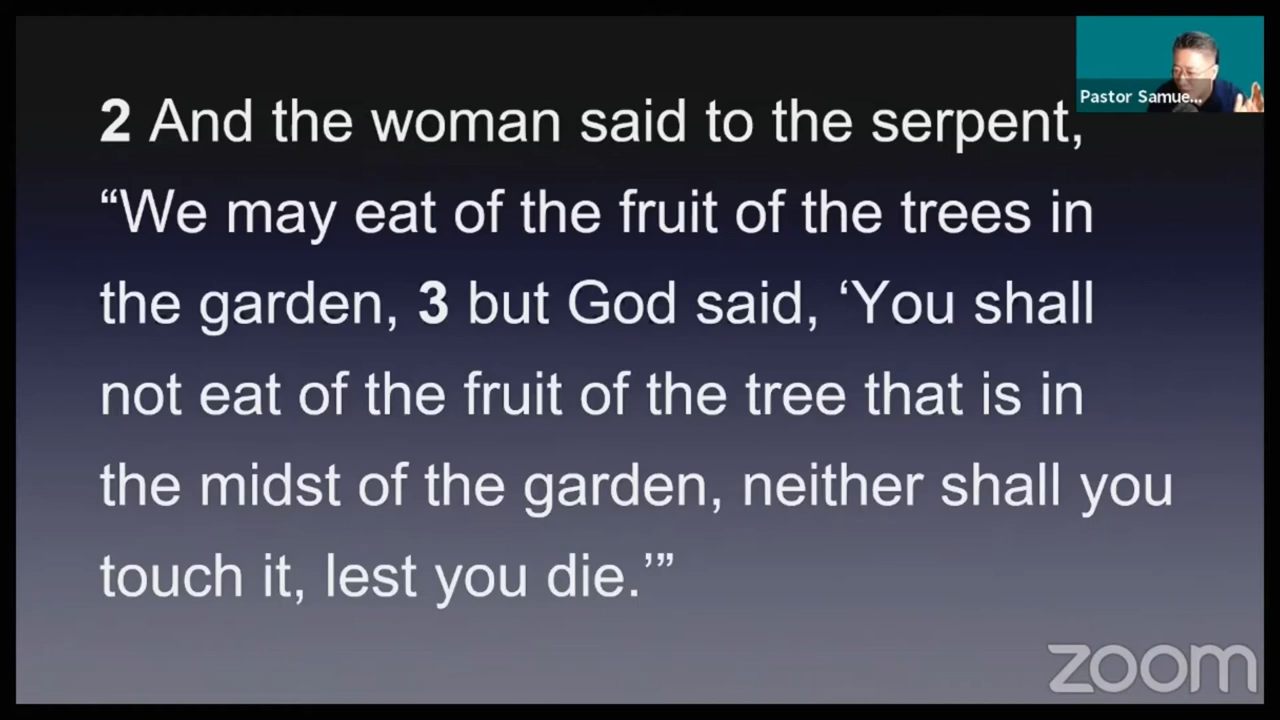 Pastor Samue...
2 And the woman said to the serpent,
“We may eat of the fruit of the trees in
the garden, 3 but God said, ‘You shall
not eat of the fruit of the tree that is in
the midst of the garden, neither shall you
touch it, lest you die.’”
zoom